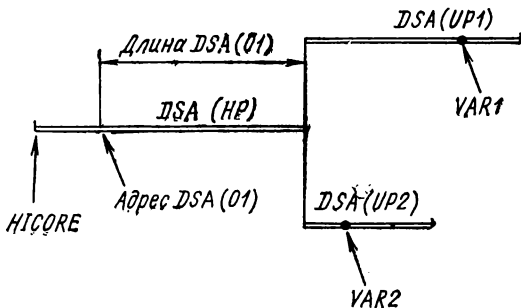 DSA(UP1)
Длина DSA(01)
VAR1
DSA (HP)
HICORE
Адрес DSA(01)
DSA(UP2)
VAR2